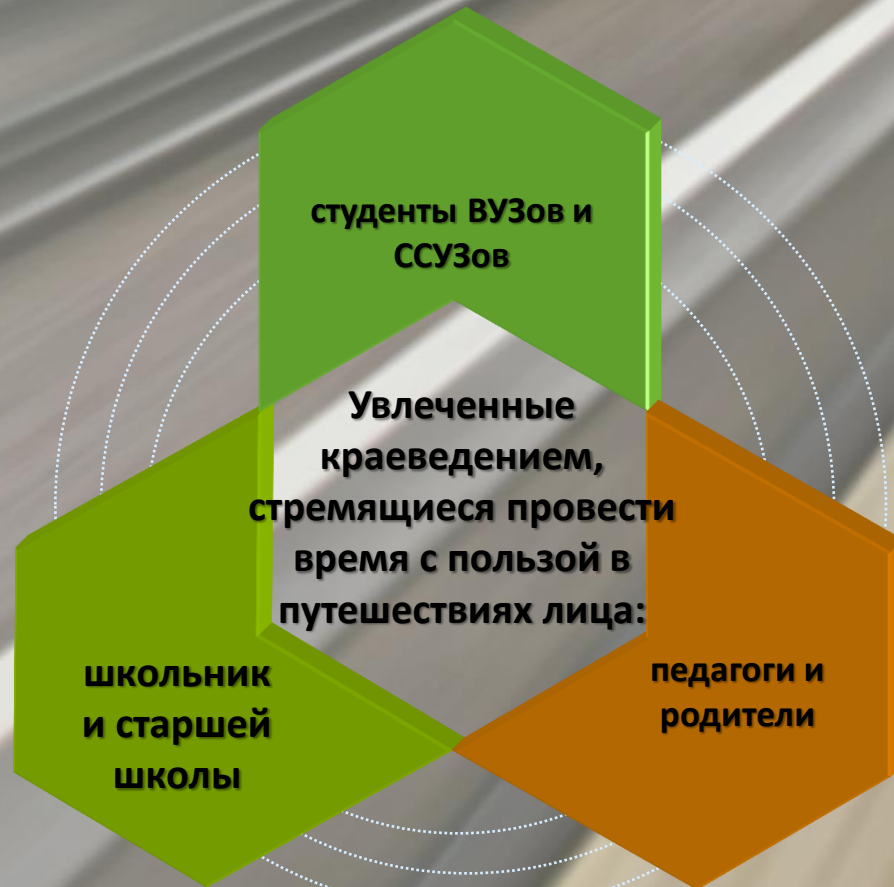 студенты ВУЗов и
ССУЗов
Увлеченные
краеведением,
стремящиеся провести
время с пользой в
путешествиях лица:
школьник
и старшей
школы
педагоги и
родители